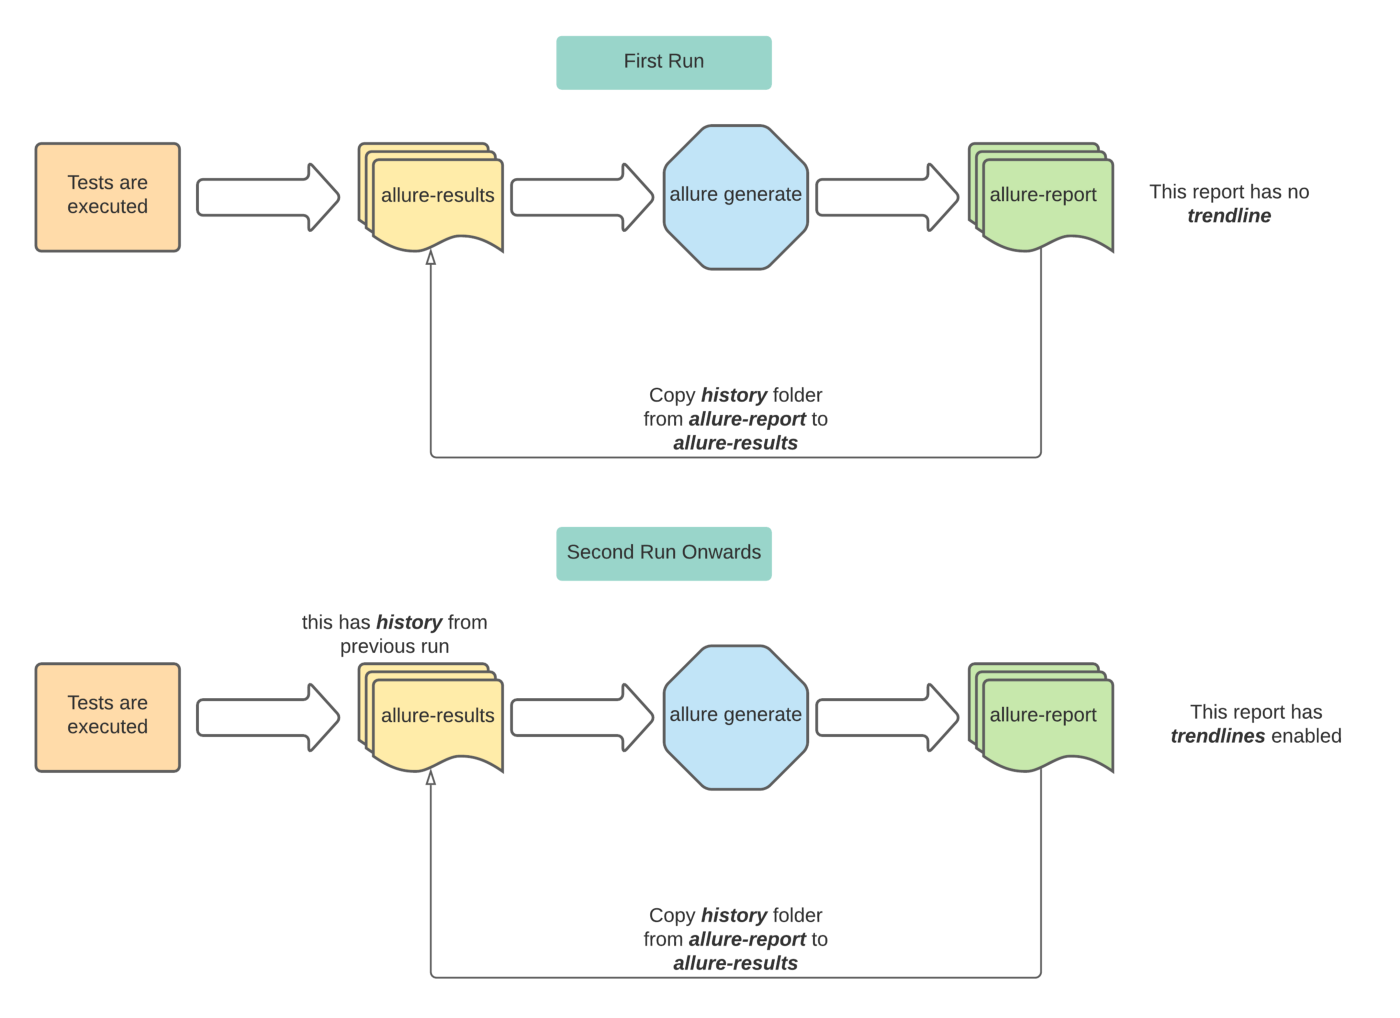 First Run
Tests are
executed
allure-results
allure generate
allure-report
This report has no
trendline
Copy history folder
from allure-report to
allure-results
Second Run Onwards
this has history from
previous run
Tests are
executed
allure-results
allure generate
allure-report
This report has
trendlines enabled
Copy history folder
from allure-report to
allure-results